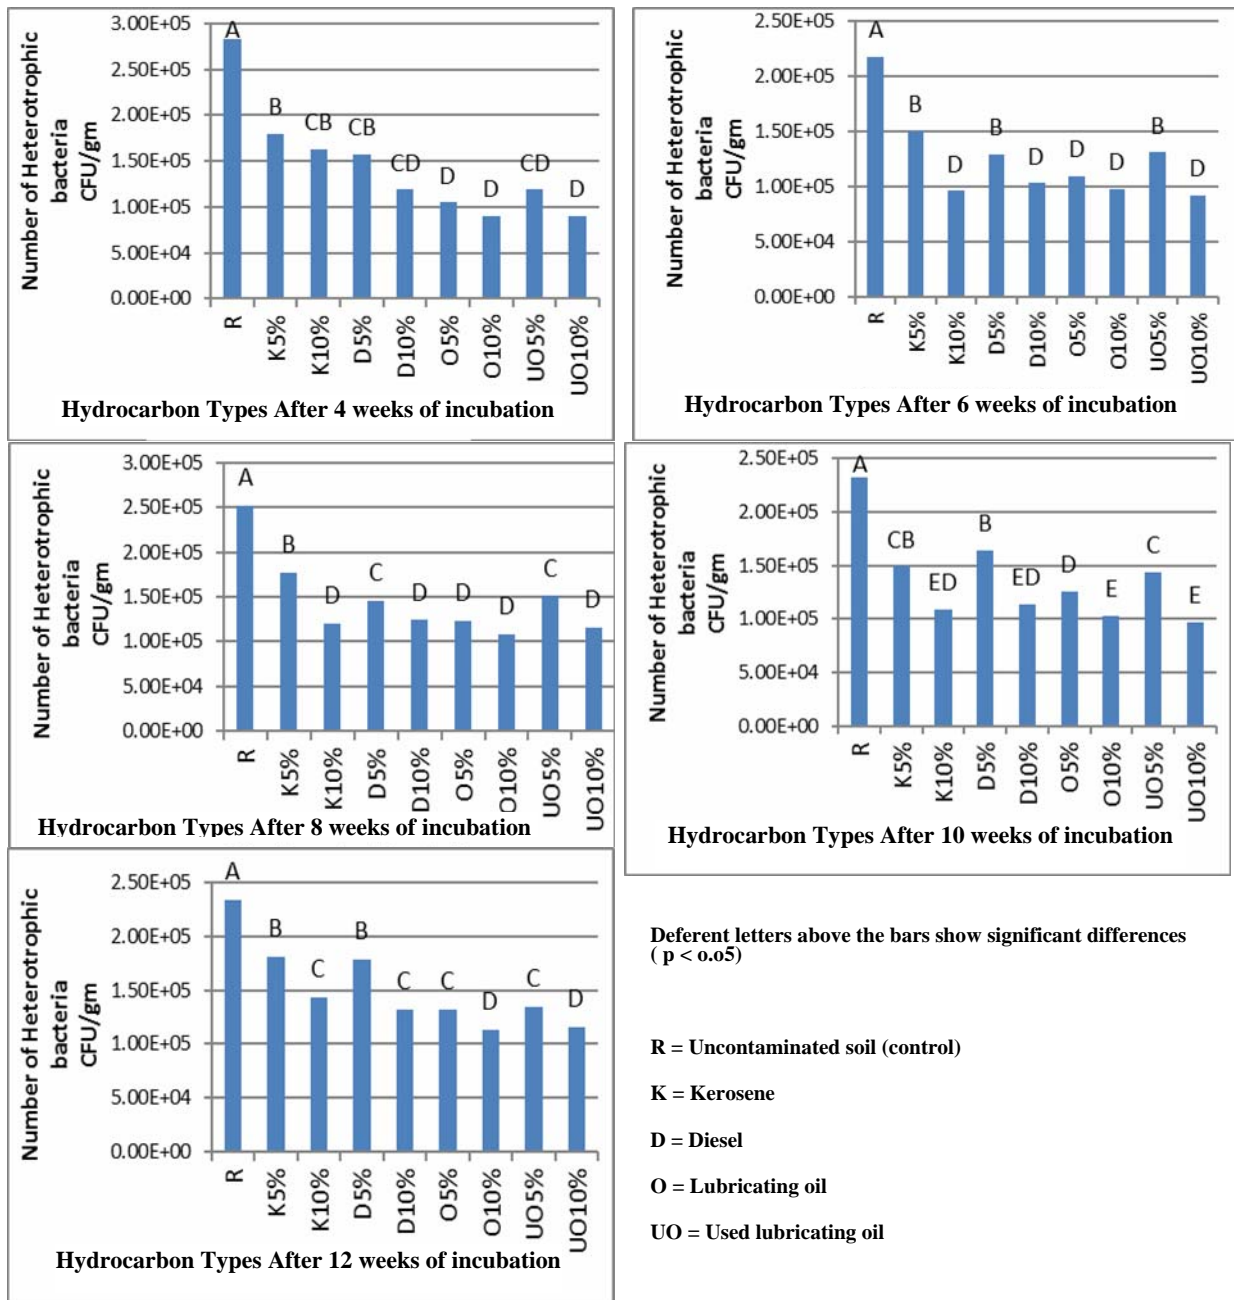 Number of Heterotrophic
bacteria
CFU/gm
3.00E+05
2.50E+05
2.00E+05
1.50E+05
1.00E+05
5.00E+04
0.00E+00
A B CB CB CD D D CD D
R K5% K10% D5% D10% O5% O10% UO5% UO10%
Hydrocarbon Types After 4 weeks of incubation
Number of Heterotrophic
bacteria
CFU/gm
2.50E+05
2.00E+05
1.50E+05
1.00E+05
5.00E+04
0.00E+00
A B D B D D D B D
R K5% K10% D5% D10% O5% O10% UO5% UO10%
Hydrocarbon Types After 6 weeks of incubation
Number of Heterotrophic
bacteria
CFU/gm
3.00E+05
2.50E+05
2.00E+05
1.50E+05
1.00E+05
5.00E+04
0.00E+00
A B D C D D D C D
R K5% K10% D5% D10% O5% O10% UO5% UO10%
Hydrocarbon Types After 8 weeks of incubation
Number of Heterotrophic
bacteria
CFU/gm
2.50E+05
2.00E+05
1.50E+05
1.00E+05
5.00E+04
0.00E+00
A CB ED B ED D E C E
R K5% K10% D5% D10% O5% O10% UO5% UO10%
Hydrocarbon Types After 10 weeks of incubation
Number of Heterotrophic
bacteria
CFU/gm
2.50E+05
2.00E+05
1.50E+05
1.00E+05
5.00E+04
0.00E+00
A B C B C C D C D
R K5% K10% D5% D10% O5% O10% UO5% UO10%
Hydrocarbon Types After 12 weeks of incubation
Deferent letters above the bars show significant differences
( p < o.o5)
R = Uncontaminated soil (control)
K = Kerosene
D = Diesel
O = Lubricating oil
UO = Used lubricating oil